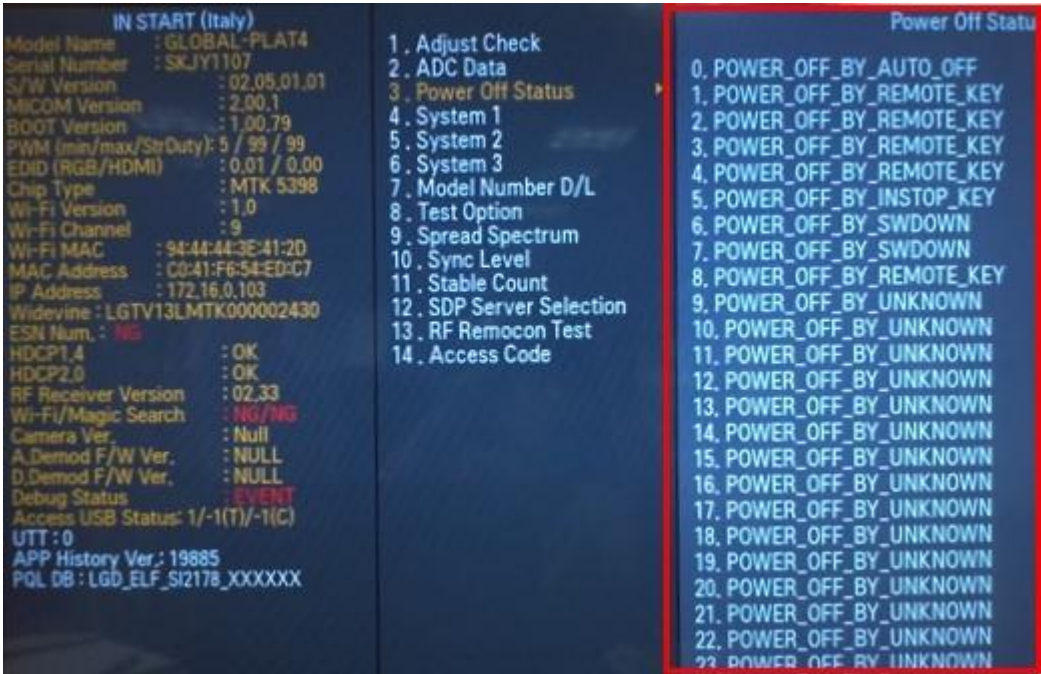 IN START (Italy)
Model Name : GLOBAL-PLAT4
Serial Number : SKJY1107
S/W Version : 02.05.01.01
MICOM Version : 2.00.1
BOOT Version : 1.00.79
PWM (min/max/StrDuty): 5 / 99 / 99
EDID (RGB/HDMI) : 0.01 / 0.00
Chip Type : MTK 5398
Wi-Fi Version : 1.0
Wi-Fi Channel : 9
Wi-Fi MAC : 94:44:44:3E:41:2D
MAC Address : C0:41:F6:54:ED:C7
IP Address : 172.16.0.103
Widevine : LGTV13LMTK000002430
ESN Num. : NG
HDCP1.4 : OK
HDCP2.0 : OK
RF Receiver Version : 02.33
Wi-Fi/Magic Search : NG/NG
Camera Ver. : Null
A.Demod F/W Ver. : NULL
D.Demod F/W Ver. : NULL
Debug Status : EVENT
Access USB Status: 1/-1(T)/-1(C)
UTT : 0
APP History Ver.: 19885
PQL DB : LGD_ELF_SI2178_XXXXXX
1. Adjust Check
2. ADC Data
3. Power Off Status
4. System 1
5. System 2
6. System 3
7. Model Number D/L
8. Test Option
9. Spread Spectrum
10. Sync Level
11. Stable Count
12. SDP Server Selection
13. RF Remocon Test
14. Access Code
Power Off Statu
0. POWER_OFF_BY_AUTO_OFF
1. POWER_OFF_BY_REMOTE_KEY
2. POWER_OFF_BY_REMOTE_KEY
3. POWER_OFF_BY_REMOTE_KEY
4. POWER_OFF_BY_REMOTE_KEY
5. POWER_OFF_BY_INSTOP_KEY
6. POWER_OFF_BY_SWDOWN
7. POWER_OFF_BY_SWDOWN
8. POWER_OFF_BY_REMOTE_KEY
9. POWER_OFF_BY_UNKNOWN
10. POWER_OFF_BY_UNKNOWN
11. POWER_OFF_BY_UNKNOWN
12. POWER_OFF_BY_UNKNOWN
13. POWER_OFF_BY_UNKNOWN
14. POWER_OFF_BY_UNKNOWN
15. POWER_OFF_BY_UNKNOWN
16. POWER_OFF_BY_UNKNOWN
17. POWER_OFF_BY_UNKNOWN
18. POWER_OFF_BY_UNKNOWN
19. POWER_OFF_BY_UNKNOWN
20. POWER_OFF_BY_UNKNOWN
21. POWER_OFF_BY_UNKNOWN
22. POWER_OFF_BY_UNKNOWN
23. POWER_OFF_BY_UNKNOWN